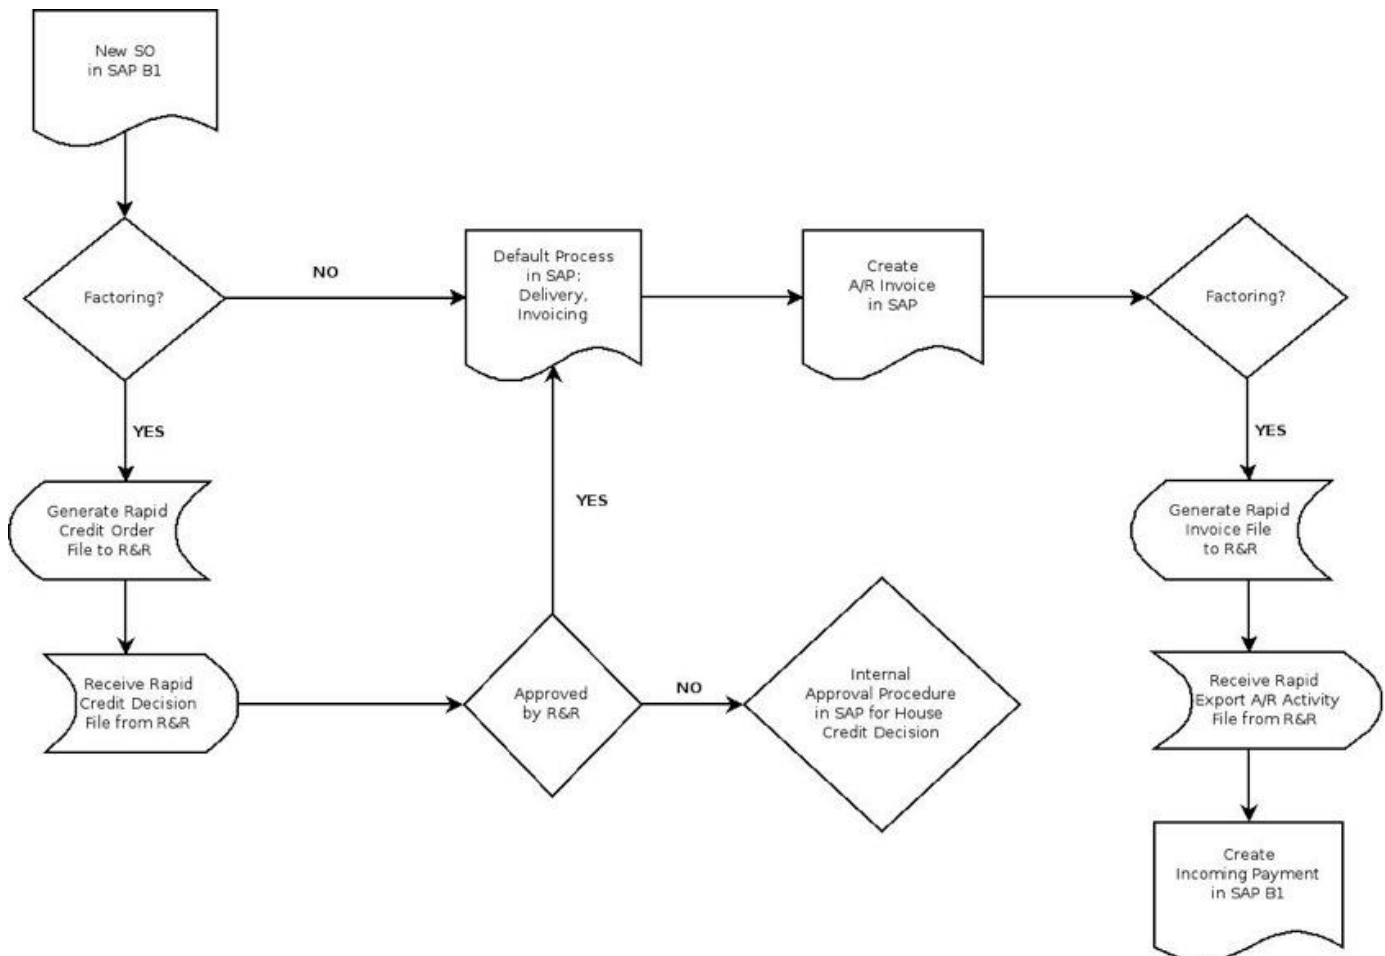 New SO
in SAP B1
Factoring?
NO
Default Process
in SAP:
Delivery,
Invoicing
Create
A/R Invoice
in SAP
Factoring?
YES
YES
Generate Rapid
Credit Order
File to R&R
YES
Generate Rapid
Invoice File
to R&R
Receive Rapid
Credit Decision
File from R&R
Approved
by R&R
NO
Internal
Approval Procedure
in SAP for House
Credit Decision
Receive Rapid
Export A/R Activity
File from R&R
Create
Incoming Payment
in SAP B1